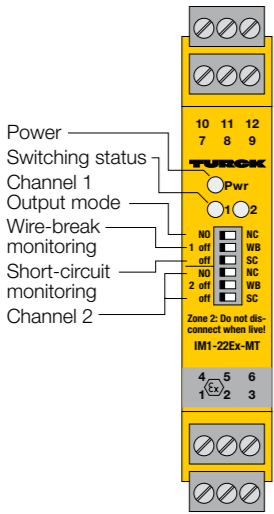 10 11 12
7 8 9
TURCK
Power
Pwr
Switching status
1 2
Channel 1
Output mode
NO NC
Wire-break
monitoring
1 off WB
off SC
Short-circuit
monitoring
NO NC
2 off WB
off SC
Channel 2
Zone 2: Do not dis-
connect when live!
IM1-22Ex-MT
4 5 6
Ex
1 2 3